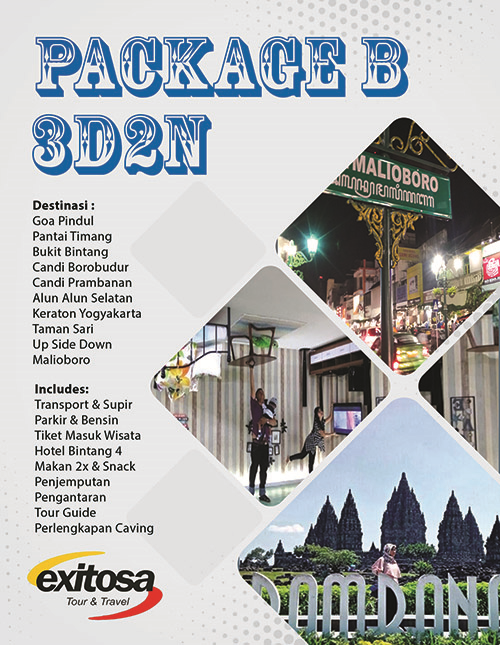 PACKAGE B
3D2N
Destinasi :
Goa Pindul
Pantai Timang
Bukit Bintang
Candi Borobudur
Candi Prambanan
Alun Alun Selatan
Keraton Yogyakarta
Taman Sari
Up Side Down
Malioboro
Includes:
Transport & Supir
Parkir & Bensin
Tiket Masuk Wisata
Hotel Bintang 4
Makan 2x & Snack
Penjemputan
Pengantaran
Tour Guide
Perlengkapan Caving
exitosa
Tour & Travel
MALIOBORO